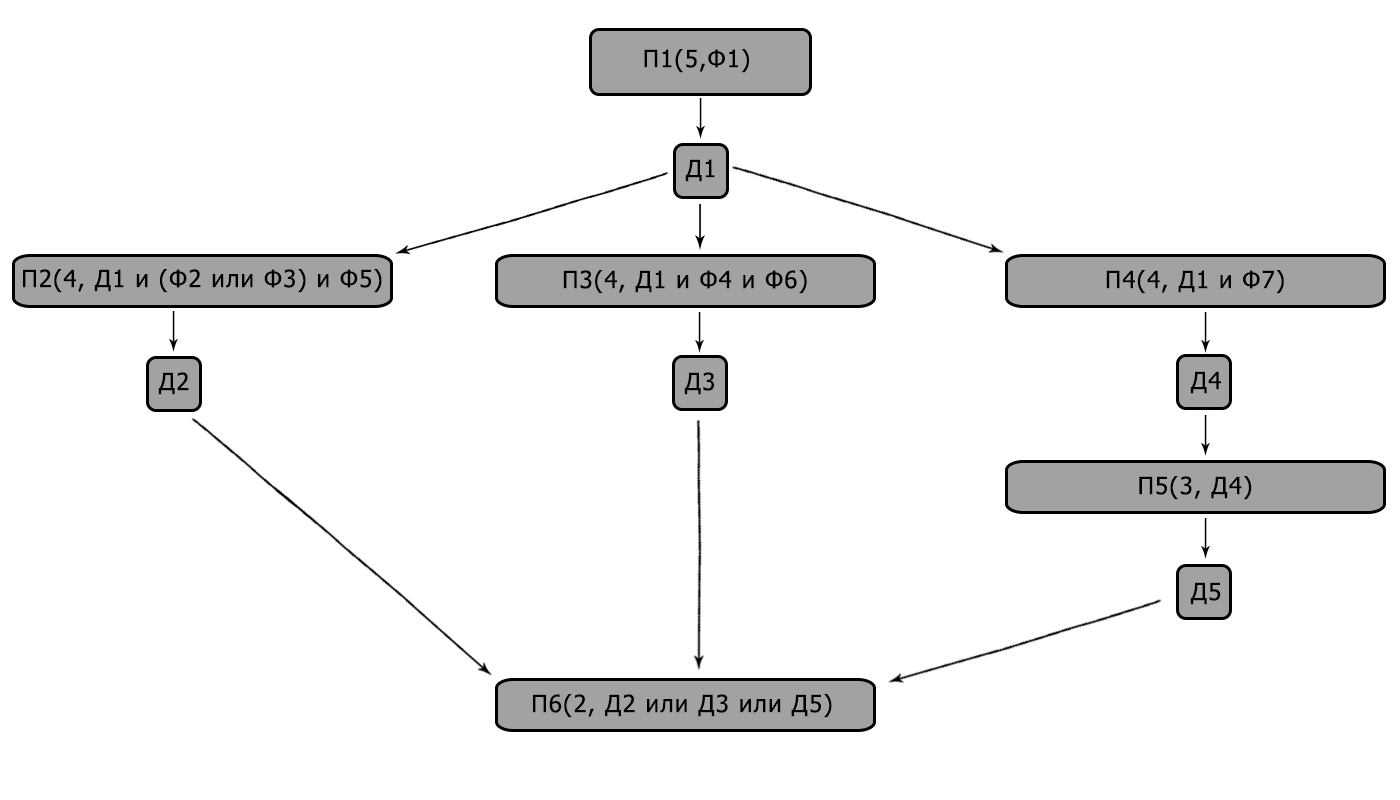 П1(5,Ф1)
Д1
П2(4, Д1 и (Ф2 или Ф3) и Ф5)
П3(4, Д1 и Ф4 и Ф6)
П4(4, Д1 и Ф7)
Д2
Д3
Д4
П5(3, Д4)
Д5
П6(2, Д2 или Д3 или Д5)